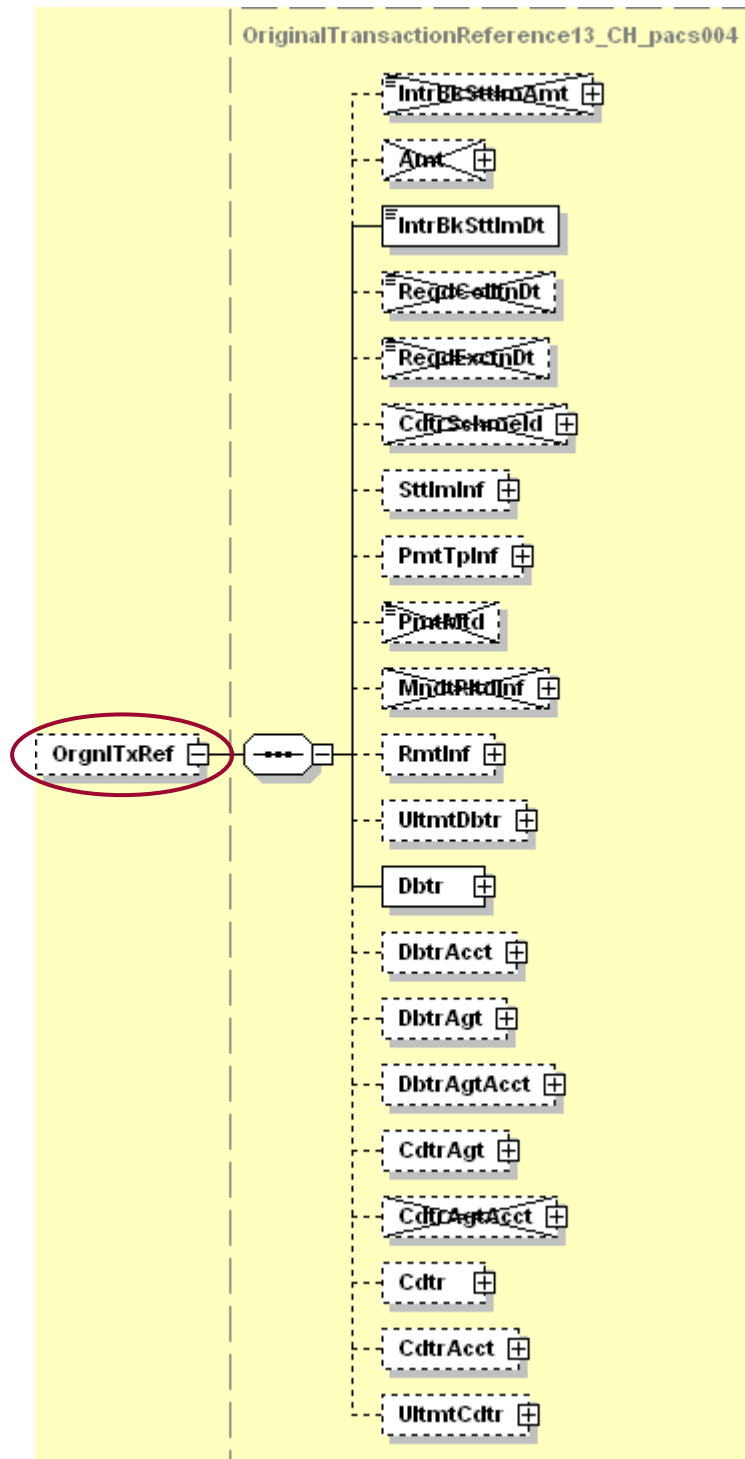 OriginalTransactionReference13_CH_pacs004
IntrBkSttlmAmt
Amt
IntrBkSttlmDt
ReqdColltnDt
ReqdExctnDt
CdtrSchmeId
SttlmInf
PmtTpInf
PmtMtd
MndtRltdInf
OrgnlTxRef
RmtInf
UltmtDbtr
Dbtr
DbtrAcct
DbtrAgt
DbtrAgtAcct
CdtrAgt
CdtrAgtAcct
Cdtr
CdtrAcct
UltmtCdtr